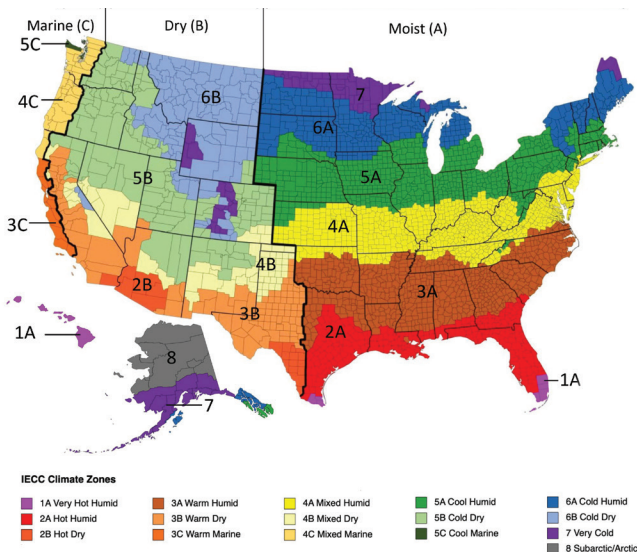 Marine (C) Dry (B) Moist (A)
5C
4C
6B
7
6A
5B
5A
3C
4A
4B
2B
3A
3B
2A
1A
8
1A
7
IECC Climate Zones
1A Very Hot Humid 3A Warm Humid 4A Mixed Humid 5A Cool Humid 6A Cold Humid
2A Hot Humid 3B Warm Dry 4B Mixed Dry 5B Cold Dry 6B Cold Dry
2B Hot Dry 3C Warm Marine 4C Mixed Marine 5C Cool Marine 7 Very Cold
8 Subarctic/Arctic